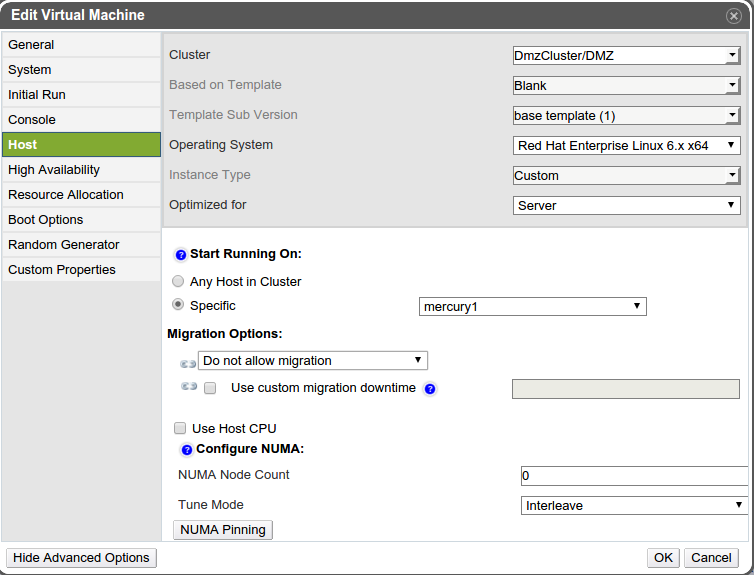 Edit Virtual Machine
General
System
Initial Run
Console
Host
High Availability
Resource Allocation
Boot Options
Random Generator
Custom Properties
Cluster DmzCluster/DMZ
Based on Template Blank
Template Sub Version base template (1)
Operating System Red Hat Enterprise Linux 6.x x64
Instance Type Custom
Optimized for Server
? Start Running On:
Any Host in Cluster
Specific mercury1
Migration Options:
Do not allow migration
Use custom migration downtime ?
Use Host CPU
? Configure NUMA:
NUMA Node Count 0
Tune Mode Interleave
NUMA Pinning
Hide Advanced Options OK Cancel